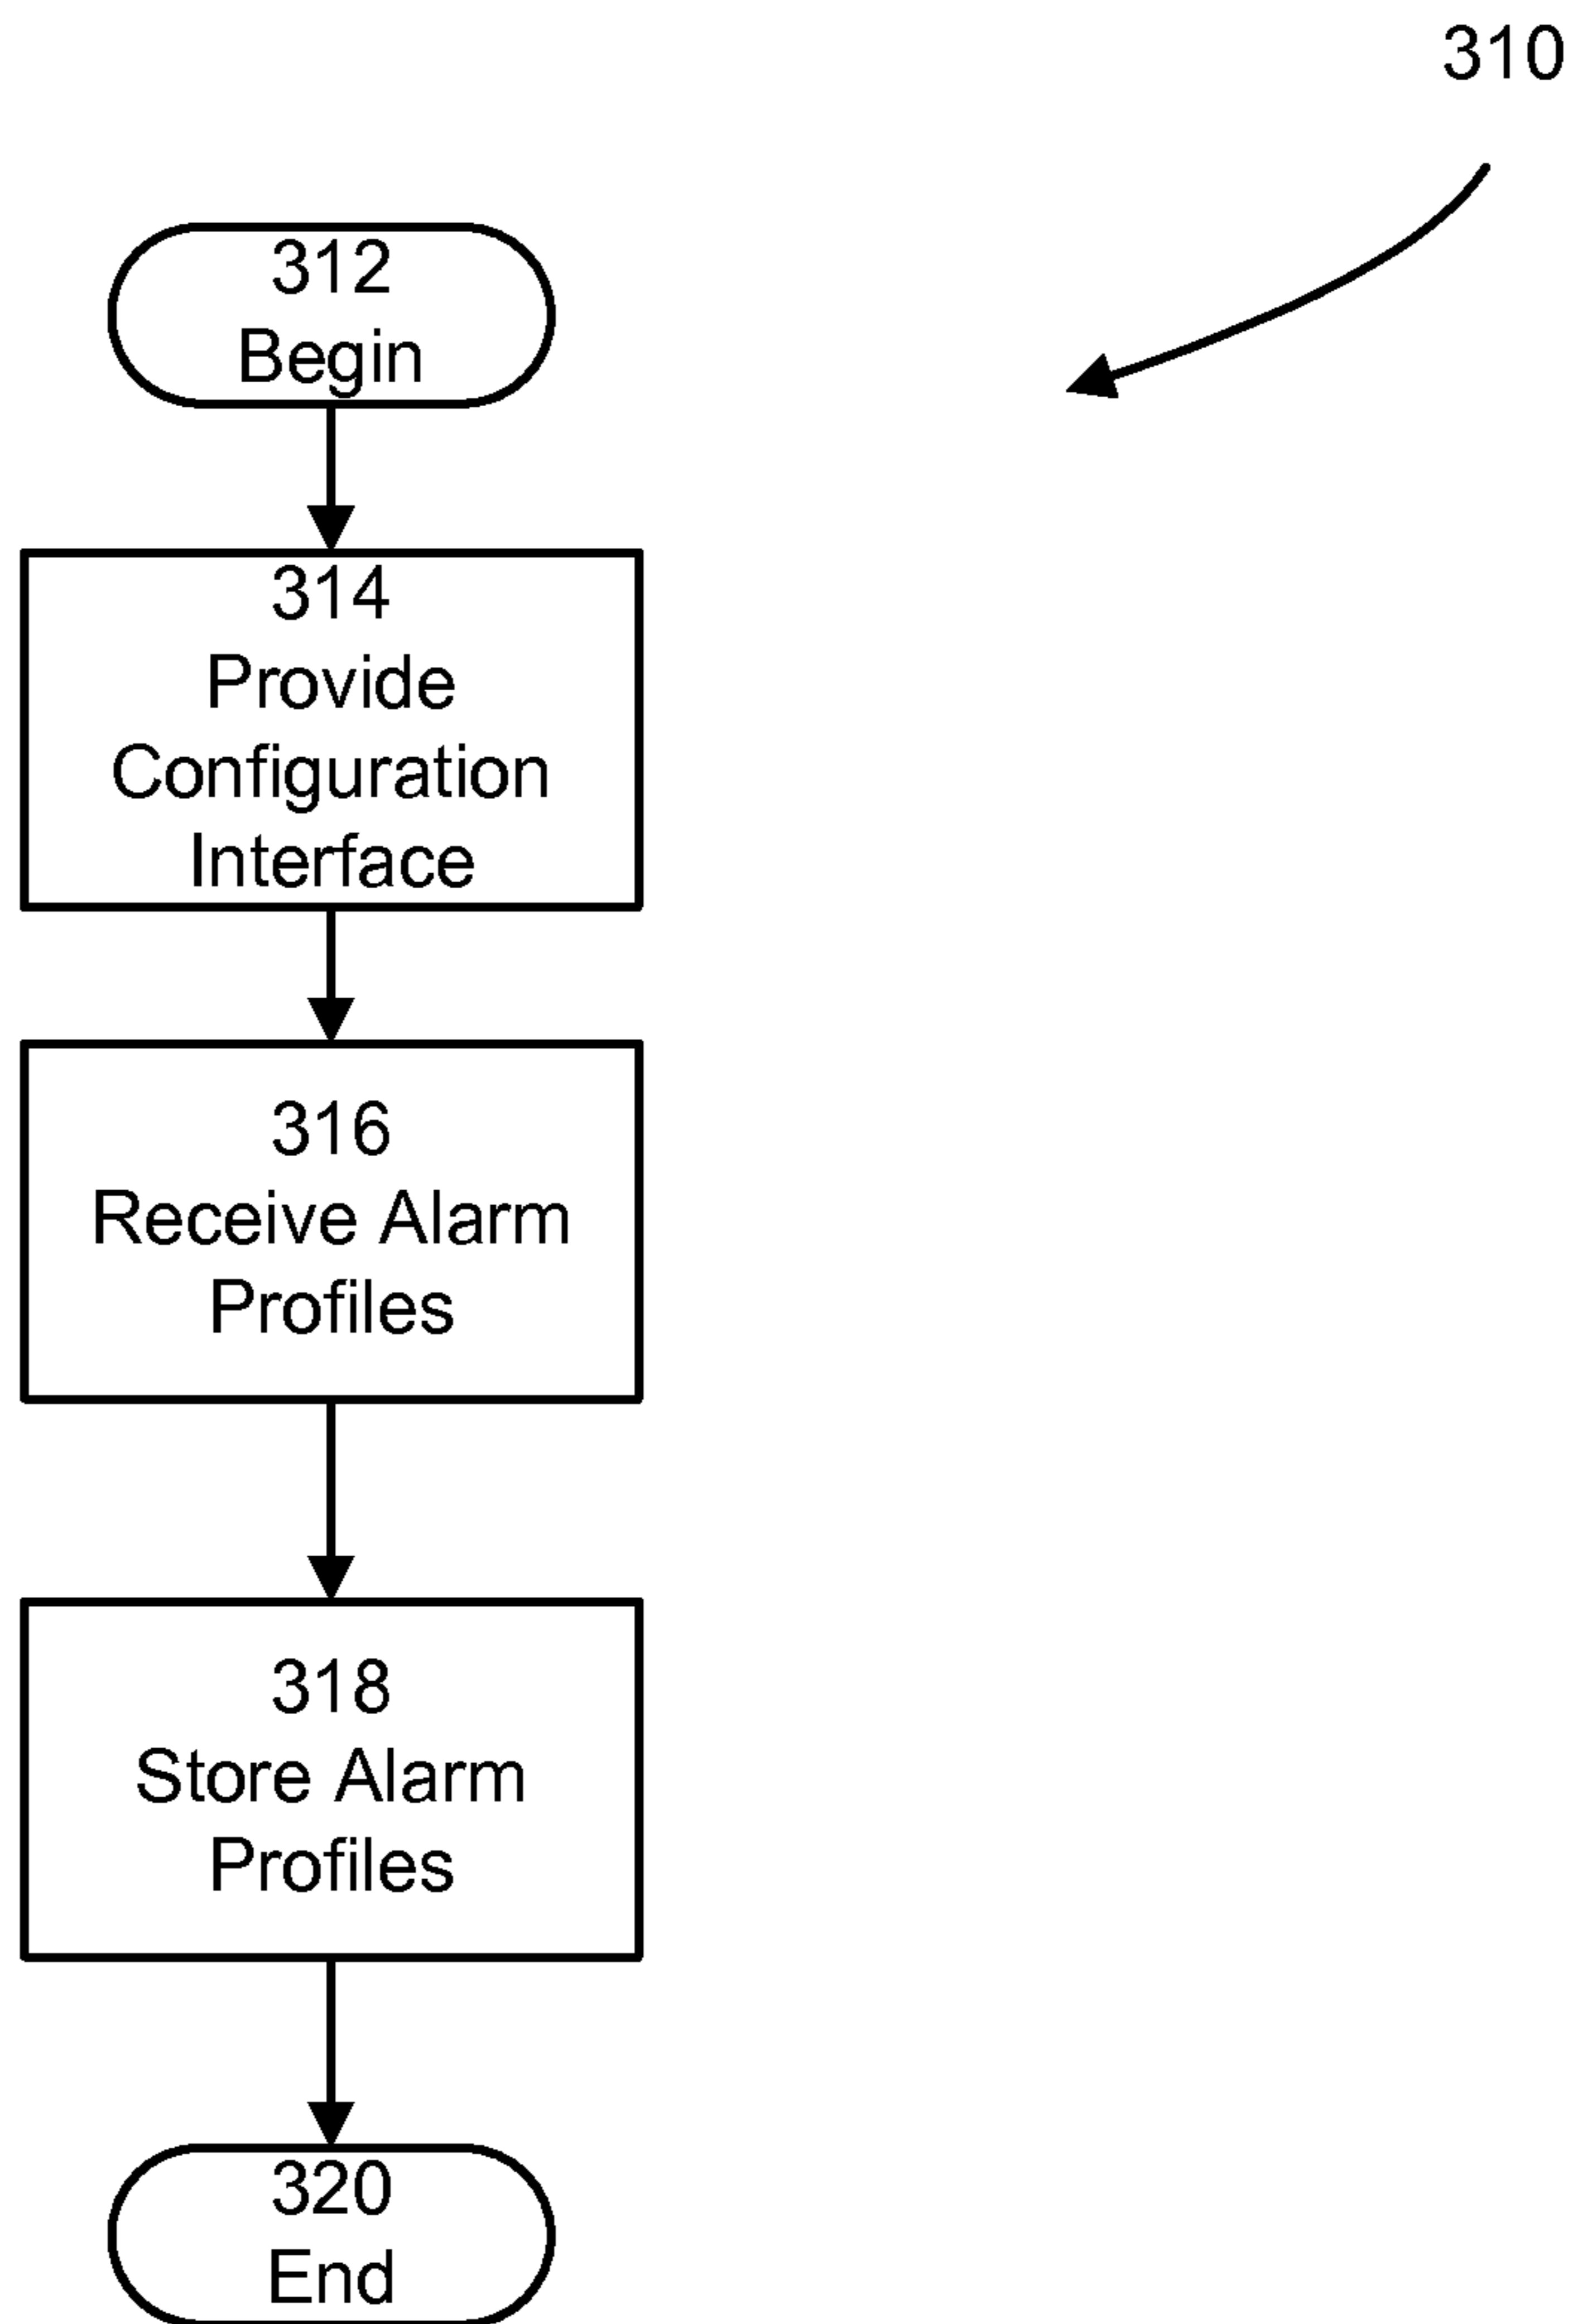 310
312
Begin
314
Provide
Configuration
Interface
316
Receive Alarm
Profiles
318
Store Alarm
Profiles
320
End